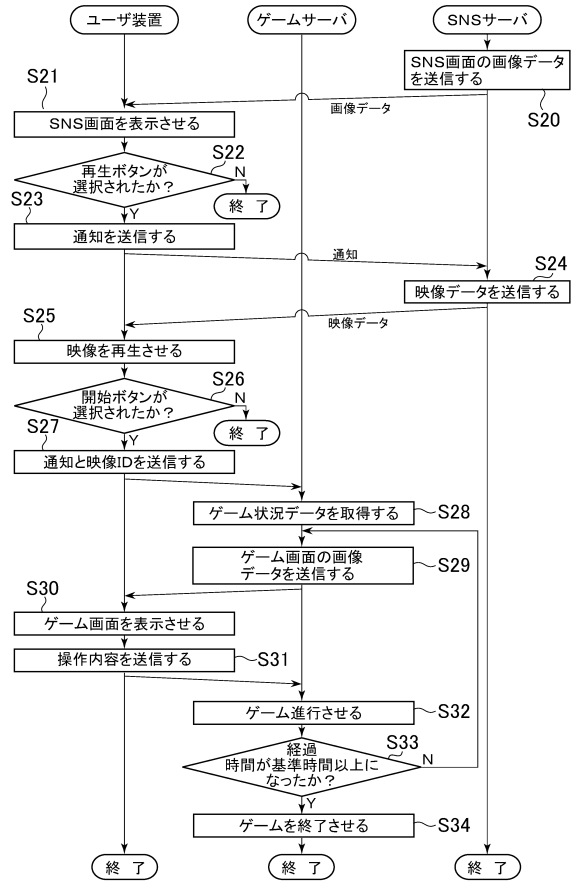 ユーザ装置
ゲームサーバ
SNSサーバ
SNS画面の画像データ
を送信する
S20
S21
画像データ
SNS画面を表示させる
S22
再生ボタンが
選択されたか？
N
終 了
S23
Y
通知を送信する
通知
S24
映像データを送信する
S25
映像データ
映像を再生させる
S26
開始ボタンが
選択されたか？
N
終 了
S27
Y
通知と映像IDを送信する
ゲーム状況データを取得する
S28
ゲーム画面の画像
データを送信する
S29
S30
ゲーム画面を表示させる
操作内容を送信する
S31
ゲーム進行させる
S32
S33
経過
時間が基準時間以上に
なったか？
N
Y
ゲームを終了させる
S34
終 了
終 了
終 了